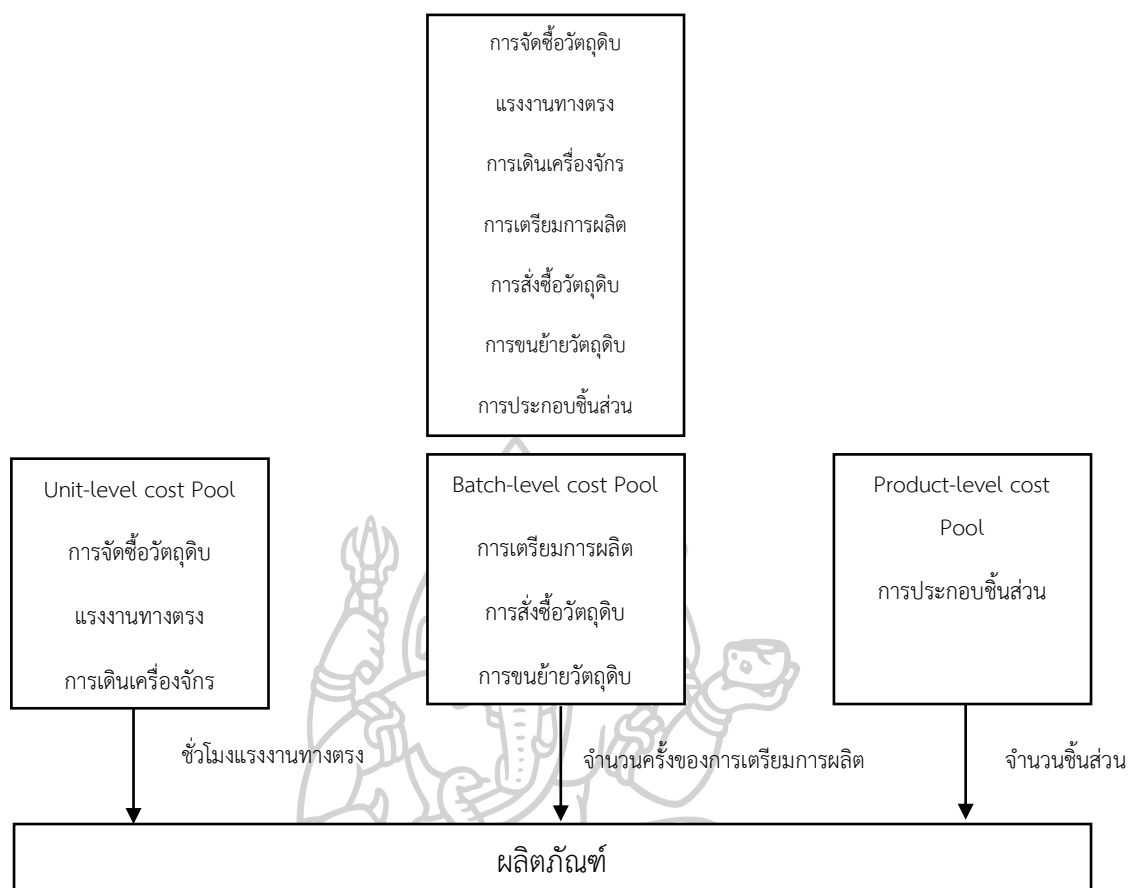 การจัดซื้อวัตถุดิบ
แรงงานทางตรง
การเดินเครื่องจักร
การเตรียมการผลิต
การสั่งซื้อวัตถุดิบ
การขนย้ายวัตถุดิบ
การประกอบชิ้นส่วน
Unit-level cost Pool
การจัดซื้อวัตถุดิบ
แรงงานทางตรง
การเดินเครื่องจักร
Batch-level cost Pool
การเตรียมการผลิต
การสั่งซื้อวัตถุดิบ
การขนย้ายวัตถุดิบ
Product-level cost
Pool
การประกอบชิ้นส่วน
ชั่วโมงแรงงานทางตรง
จำนวนครั้งของการเตรียมการผลิต
จำนวนชิ้นส่วน
ผลิตภัณฑ์